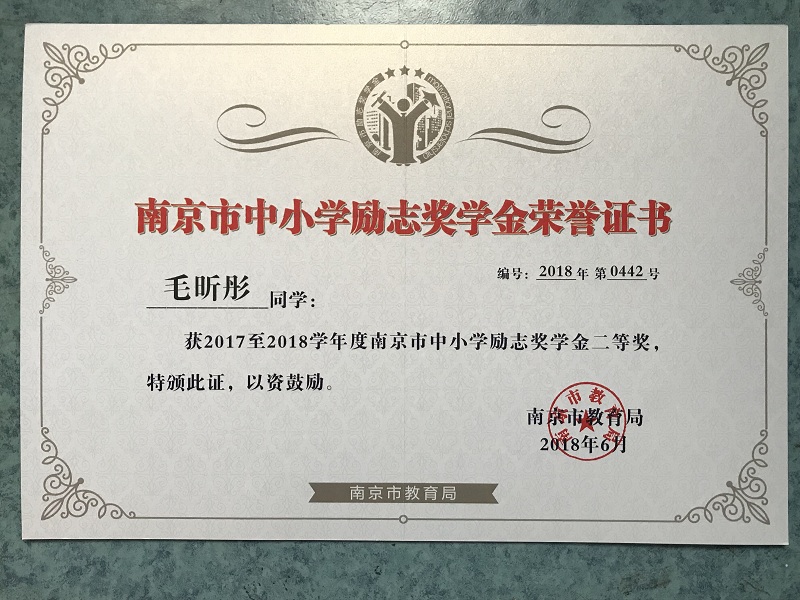 南京市中小学励志奖学金荣誉证书
编号：2018年 第0442号
毛昕彤同学：
获2017至2018学年度南京市中小学励志奖学金二等奖，
特颁此证，以资鼓励。
南京市教育局
2018年6月
南京市教育局